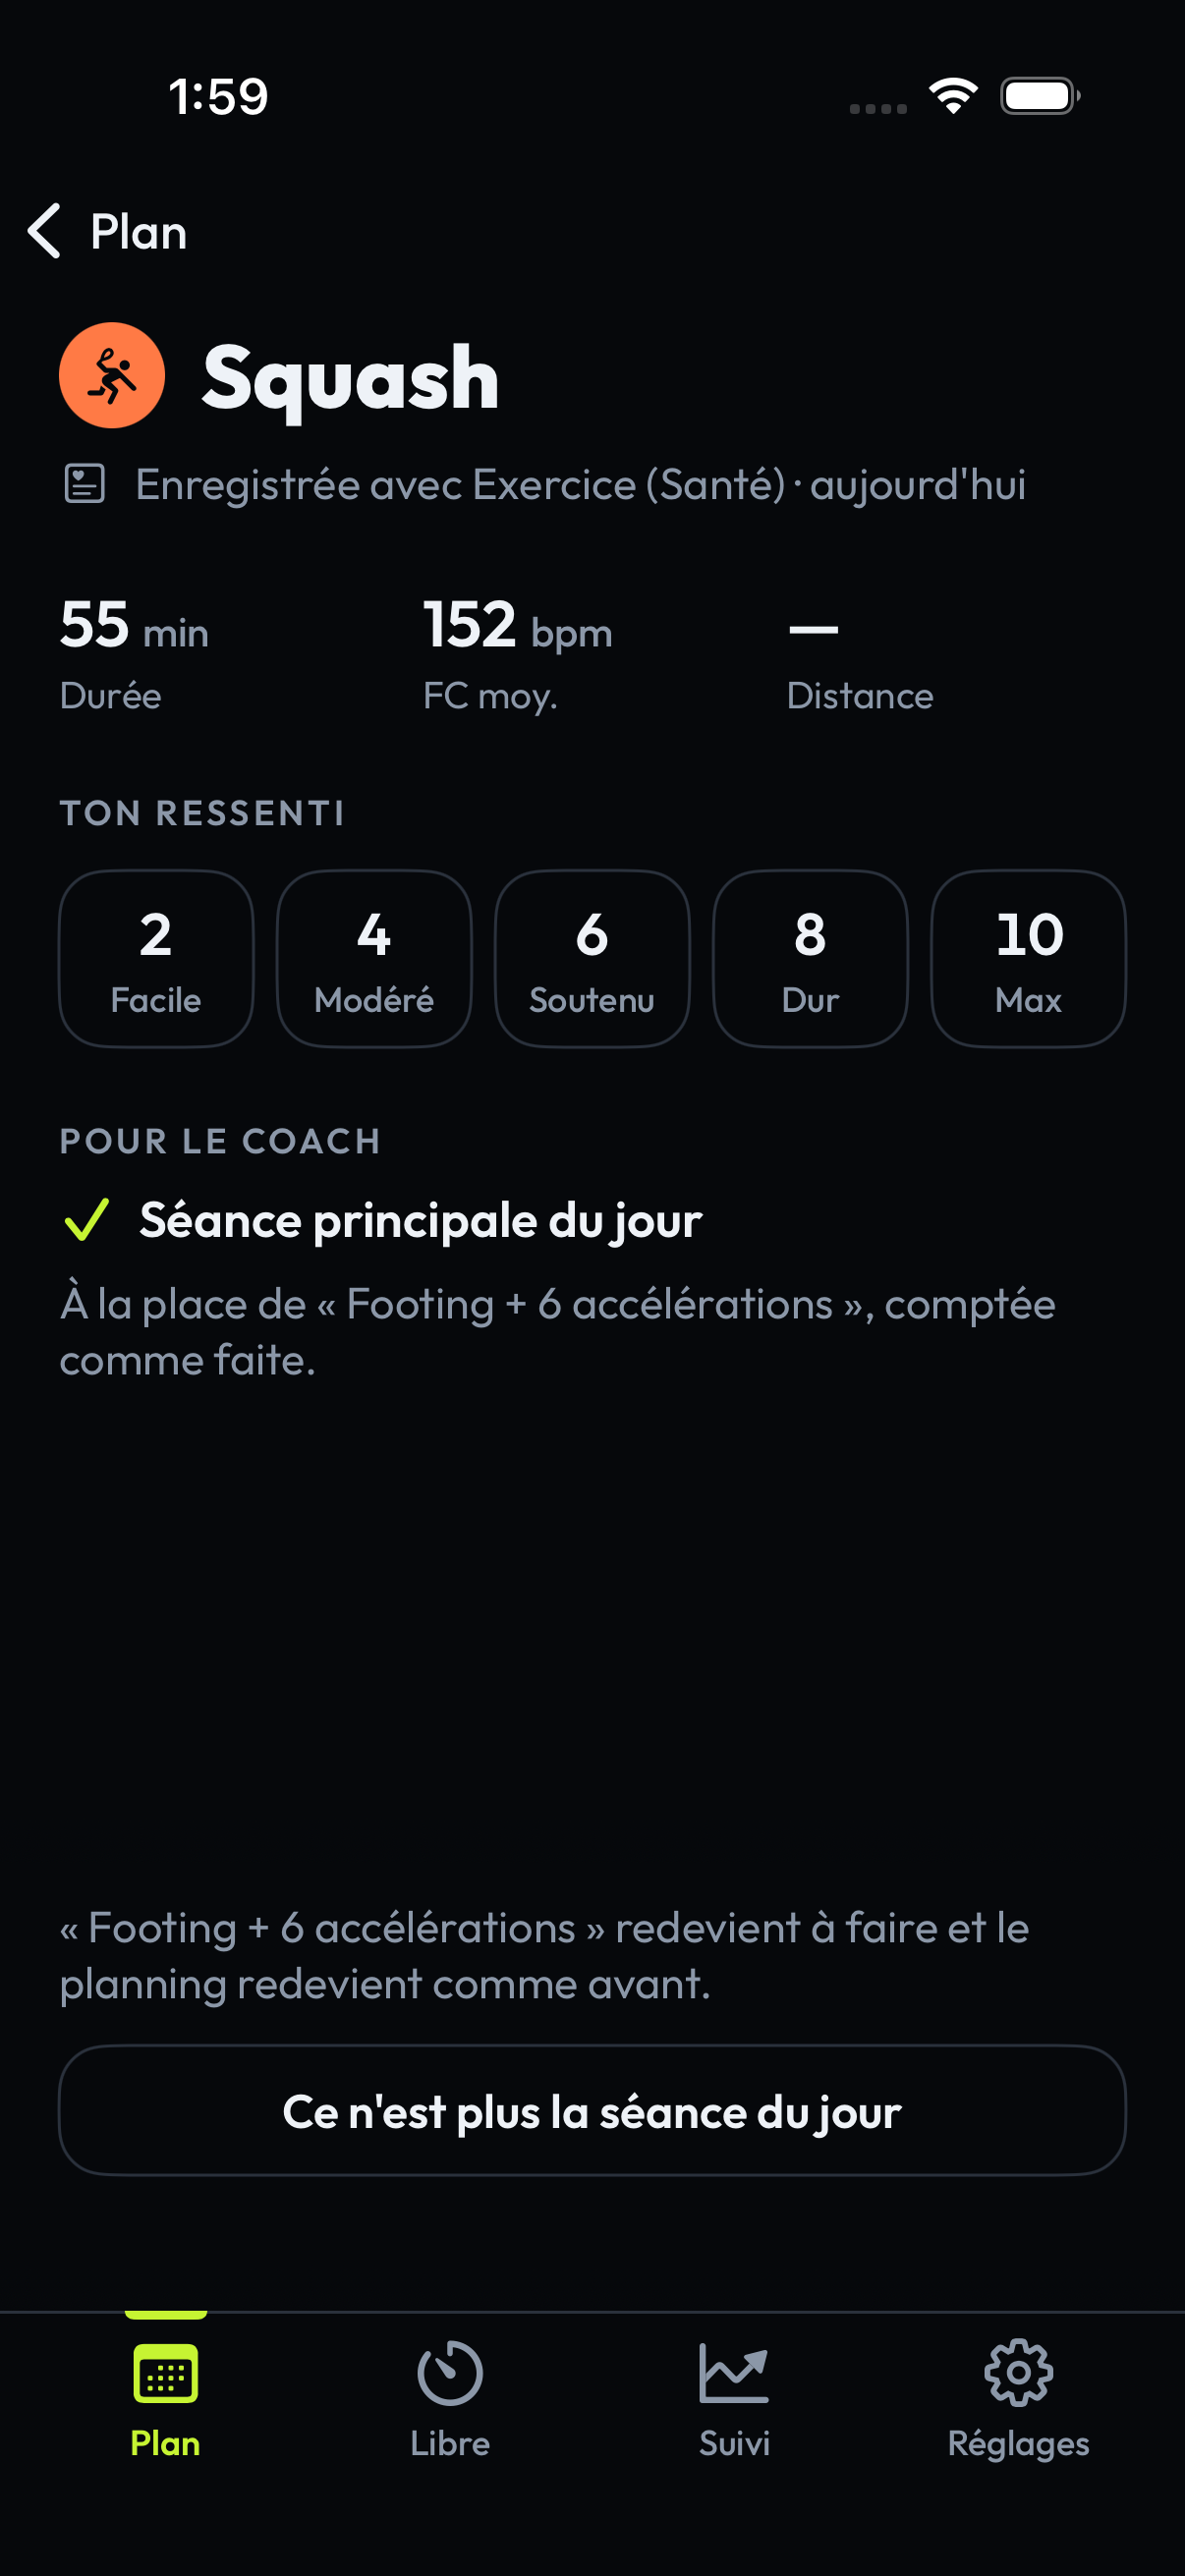 1:59
Plan
Squash
Enregistrée avec Exercice (Santé) · aujourd'hui
55 min
152 bpm
—
Durée
FC moy.
Distance
TON RESSENTI
2
4
6
8
10
Facile
Modéré
Soutenu
Dur
Max
POUR LE COACH
Séance principale du jour
À la place de « Footing + 6 accélérations », comptée
comme faite.
« Footing + 6 accélérations » redevient à faire et le
planning redevient comme avant.
Ce n'est plus la séance du jour
Plan
Libre
Suivi
Réglages